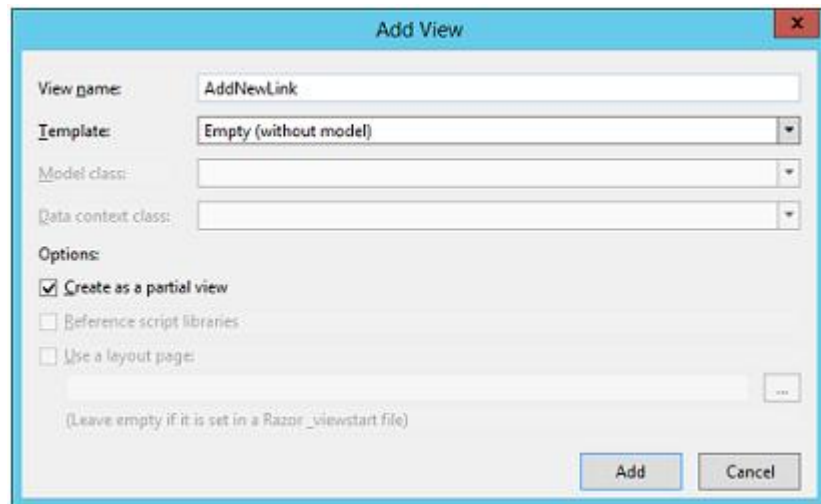 Add View
x
View name:
AddNewLink
Template:
Empty (without model)
Model class:
Data context class:
Options:
Create as a partial view
Reference script libraries
Use a layout page:
...
(Leave empty if it is set in a Razor _viewstart file)
Add
Cancel